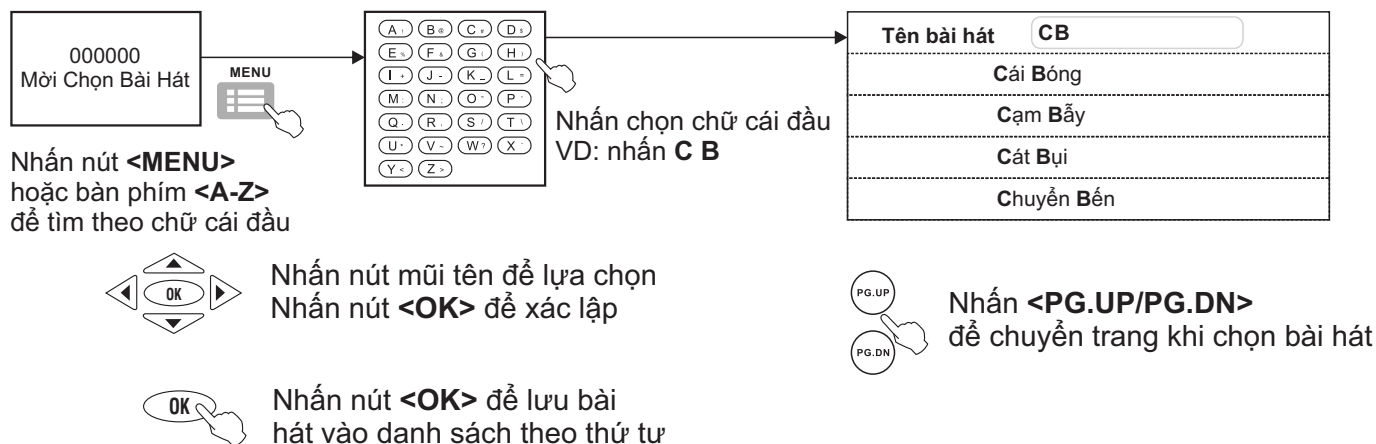 000000
Mời Chọn Bài Hát
MENU
Nhấn nút <MENU>
hoặc bàn phím <A-Z>
để tìm theo chữ cái đầu
A B @ C # D $
E % F & G ( H )
I + J - K _ L =
M : N ; O " P '
Q . R , S / T \
U V ~ W ? X
Y < Z >
Nhấn chọn chữ cái đầu
VD: nhấn C B
Tên bài hát CB
Cái Bóng
Cạm Bẫy
Cát Bụi
Chuyển Bến
OK
Nhấn nút mũi tên để lựa chọn
Nhấn nút <OK> để xác lập
PG.UP
PG.DN
Nhấn <PG.UP/PG.DN>
để chuyển trang khi chọn bài hát
OK
Nhấn nút <OK> để lưu bài
hát vào danh sách theo thứ tự